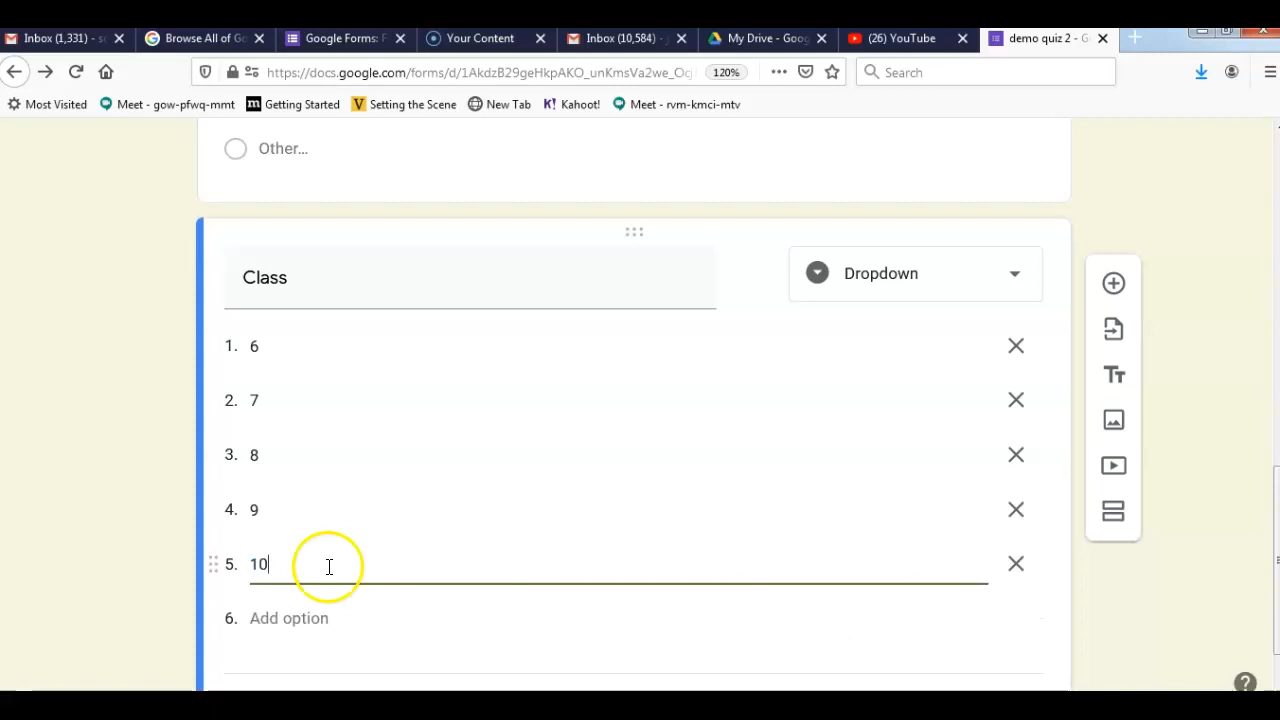 Inbox (1,331) - se
Browse All of Go
Google Forms: F
Your Content
Inbox (10,584) - j
My Drive - Goog
(26) YouTube
demo quiz 2 - G
https://docs.google.com/forms/d/1AkdzB29geHkpAKO_unKmsVa2we_Og
120%
Search
Most Visited
Meet - gow-pfwq-mmt
Getting Started
Setting the Scene
New Tab
Kahoot!
Meet - rvm-kmci-mtv
Other...
Class
Dropdown
1. 6
2. 7
3. 8
4. 9
5. 10
6. Add option